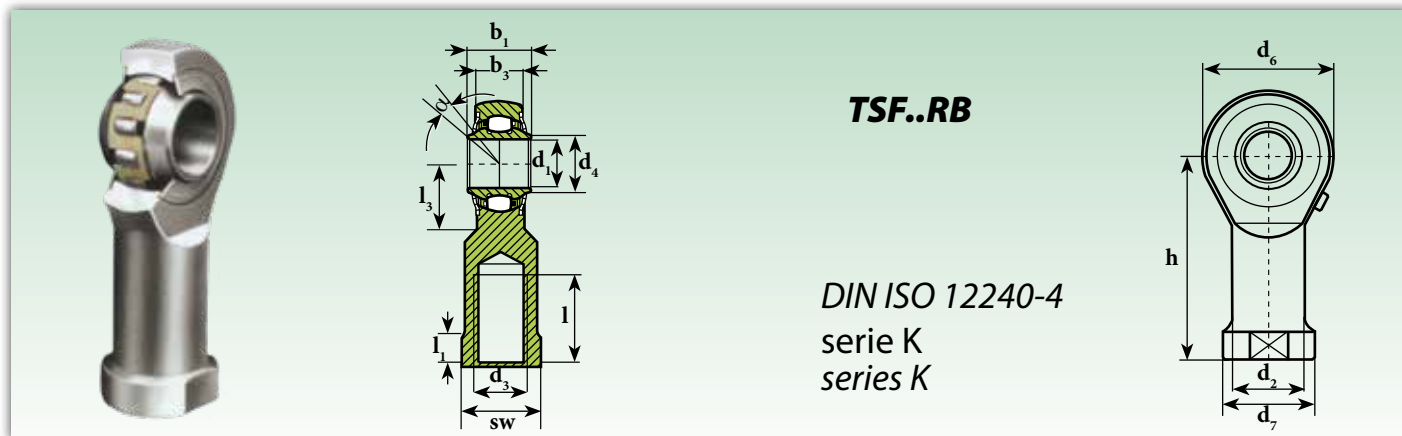 b₁
b₃
α
d₁
d₄
l₃
l
l₁
d₃
sw
TSF..RB
DIN ISO 12240-4
serie K
series K
d₆
h
d₂
d₇